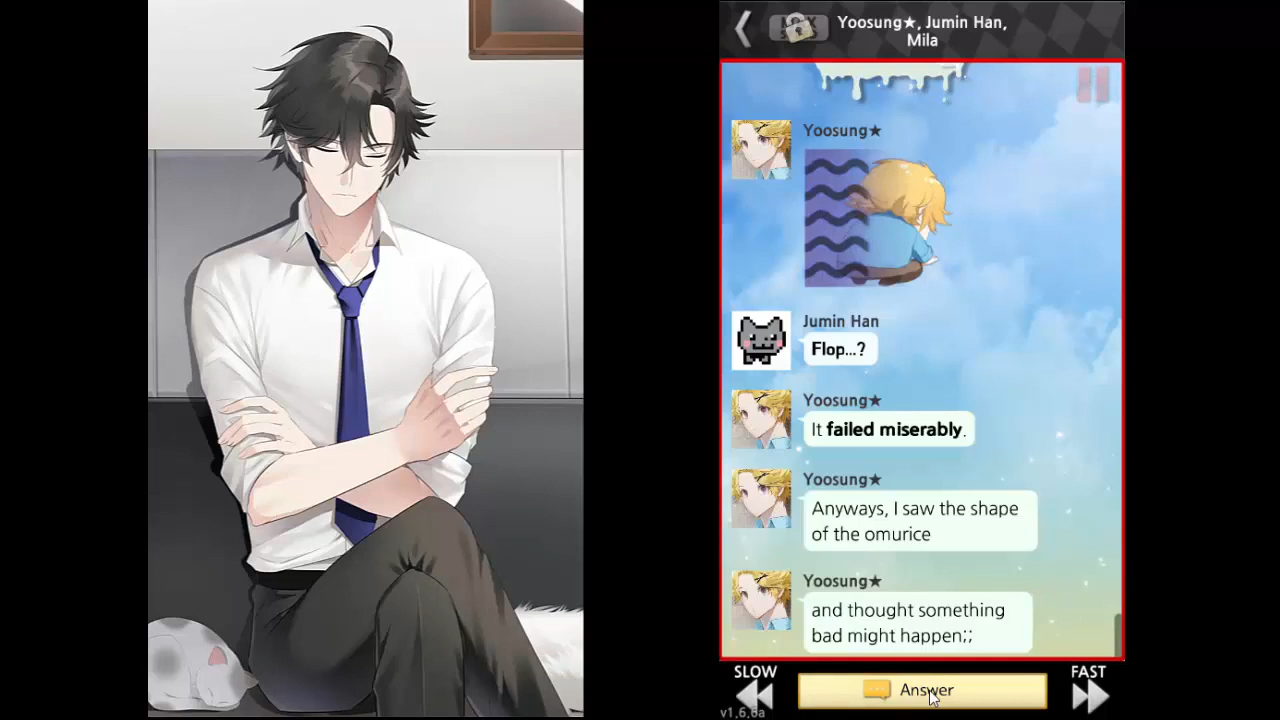 Yoosung★, Jumin Han,
Mila
Yoosung★
Jumin Han
Flop...?
Yoosung★
It failed miserably.
Yoosung★
Anyways, I saw the shape
of the omurice
Yoosung★
and thought something
bad might happen;;
SLOW
Answer
FAST
v1.6.6a